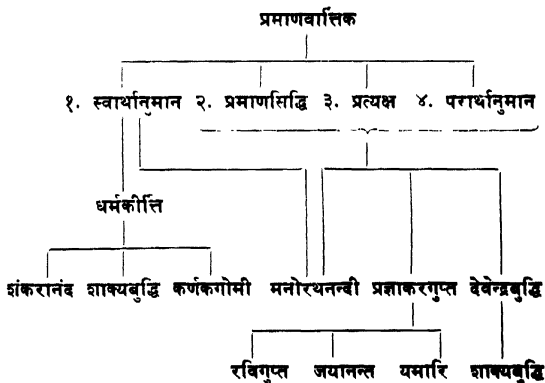 प्रमाणवार्त्तिक
१. स्वार्थानुमान २. प्रमाणसिद्धि ३. प्रत्यक्ष ४. परार्थानुमान
धर्मकीर्त्ति
शंकरानंद शाक्यबुद्धि कर्णकगोमी मनोरथनन्दी प्रज्ञाकरगुप्त देवेन्द्रबुद्धि
रविगुप्त जयानन्त यमारि शाक्यबुद्धि